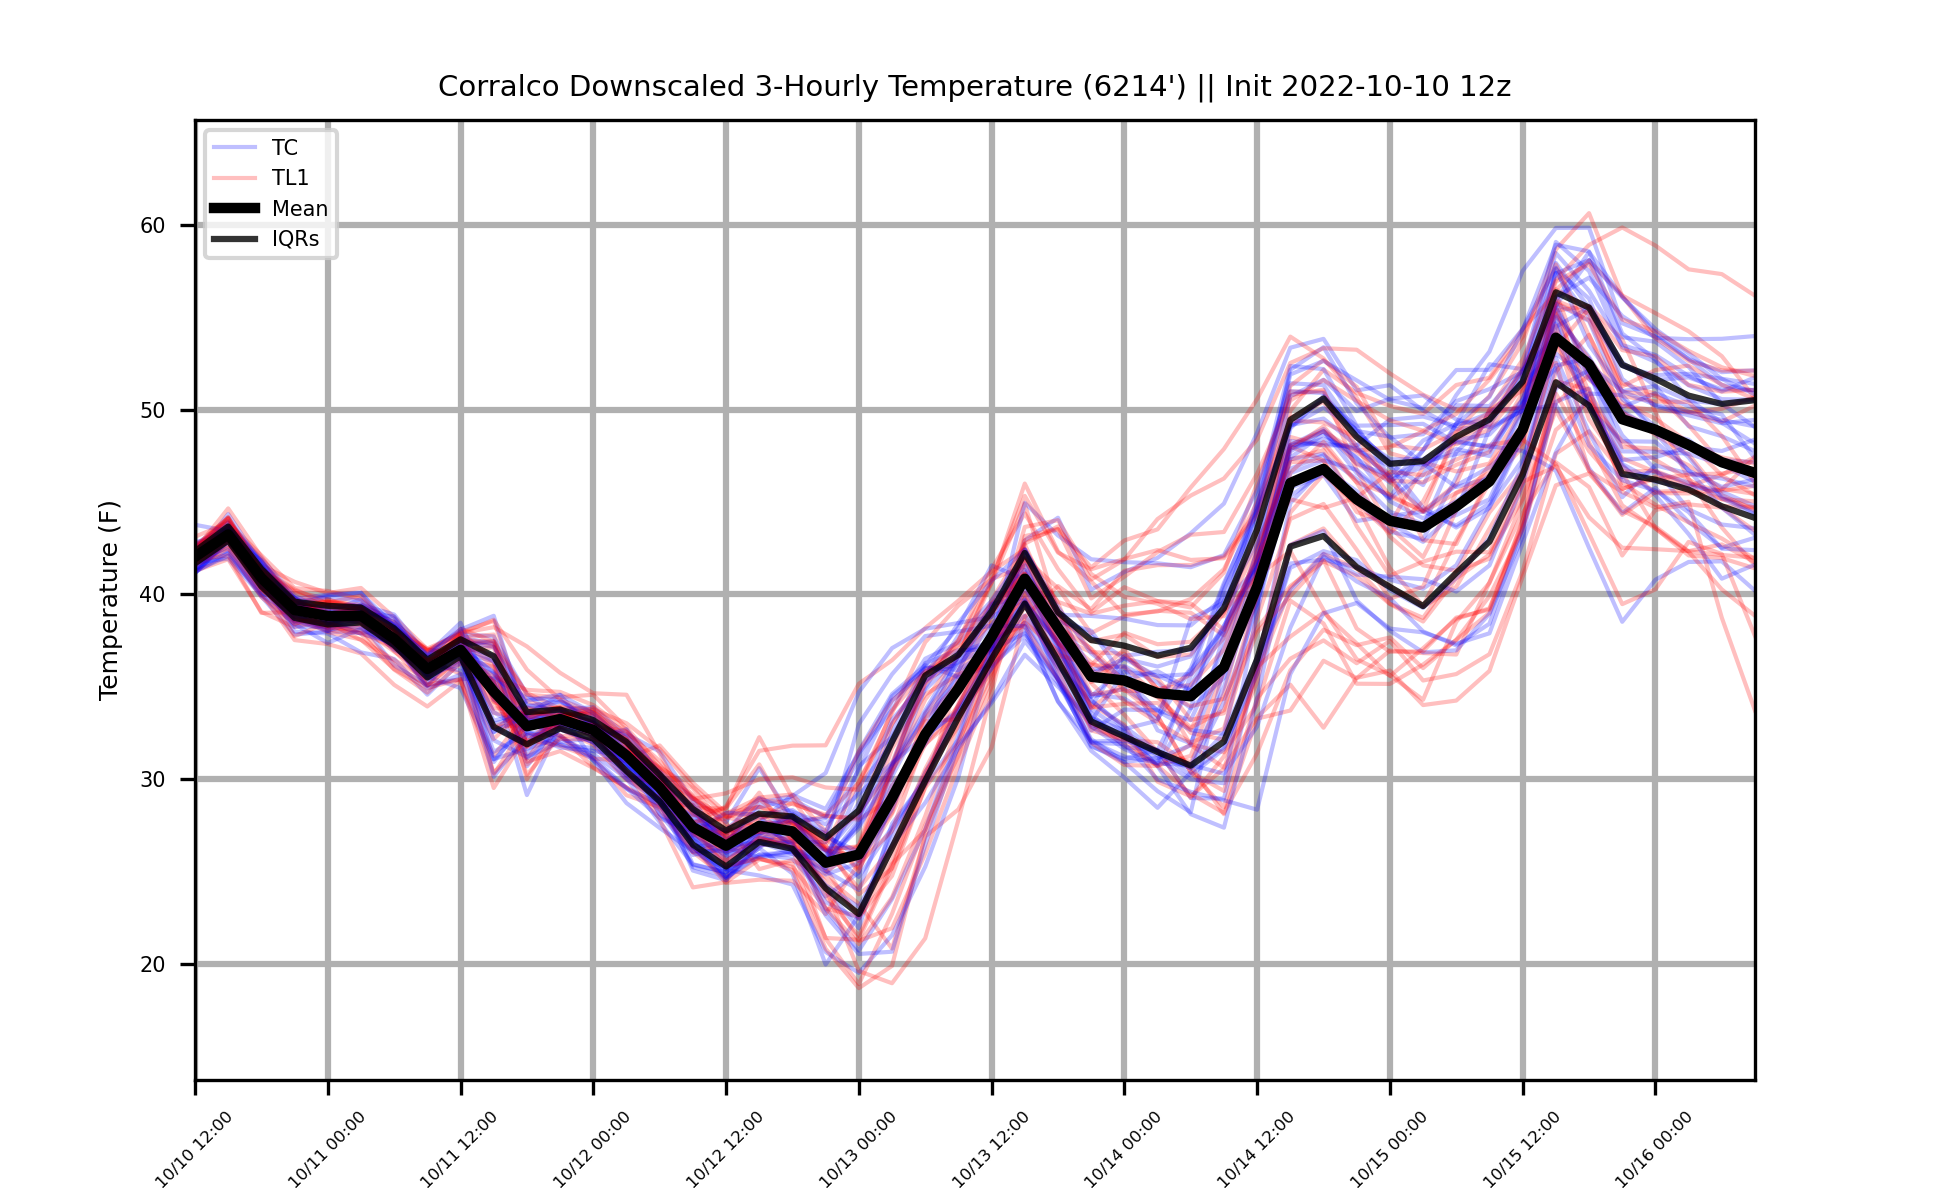 Corralco Downscaled 3-Hourly Temperature (6214') || Init 2022-10-10 12z
TC
TL1
Mean
IQRs
Temperature (F)
60
50
40
30
20
10/10 12:00
10/11 00:00
10/11 12:00
10/12 00:00
10/12 12:00
10/13 00:00
10/13 12:00
10/14 00:00
10/14 12:00
10/15 00:00
10/15 12:00
10/16 00:00